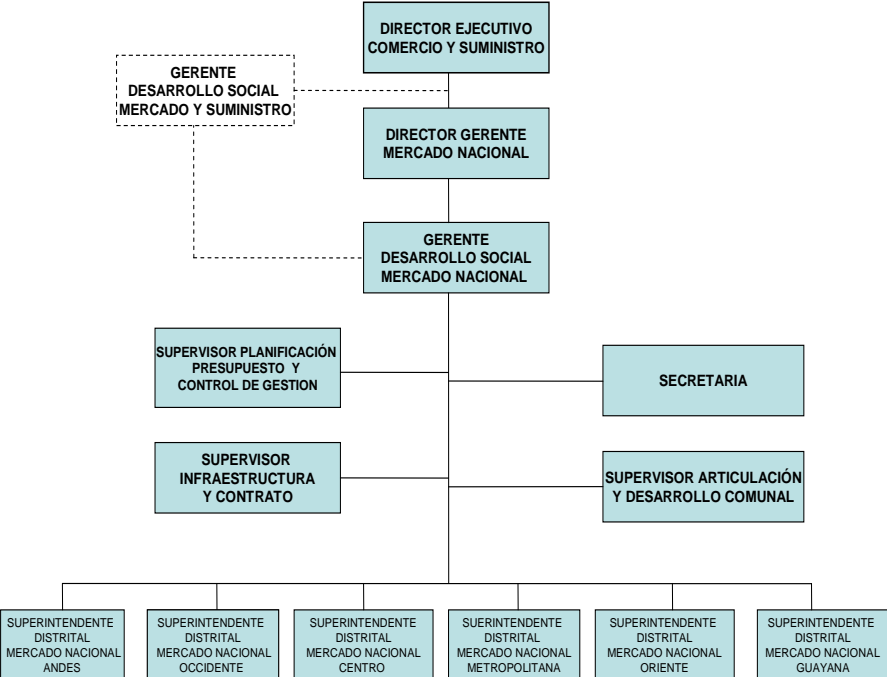 DIRECTOR EJECUTIVO
COMERCIO Y SUMINISTRO
GERENTE
DESARROLLO SOCIAL
MERCADO Y SUMINISTRO
DIRECTOR GERENTE
MERCADO NACIONAL
GERENTE
DESARROLLO SOCIAL
MERCADO NACIONAL
SUPERVISOR PLANIFICACIÓN
PRESUPUESTO Y
CONTROL DE GESTION
SECRETARIA
SUPERVISOR
INFRAESTRUCTURA
Y CONTRATO
SUPERVISOR ARTICULACIÓN
Y DESARROLLO COMUNAL
SUPERINTENDENTE
DISTRITAL
MERCADO NACIONAL
ANDES
SUPERINTENDENTE
DISTRITAL
MERCADO NACIONAL
OCCIDENTE
SUPERINTENDENTE
DISTRITAL
MERCADO NACIONAL
CENTRO
SUERINTENDENTE
DISTRITAL
MERCADO NACIONAL
METROPOLITANA
SUPERINTENDENTE
DISTRITAL
MERCADO NACIONAL
ORIENTE
SUPERINTENDENTE
DISTRITAL
MERCADO NACIONAL
GUAYANA